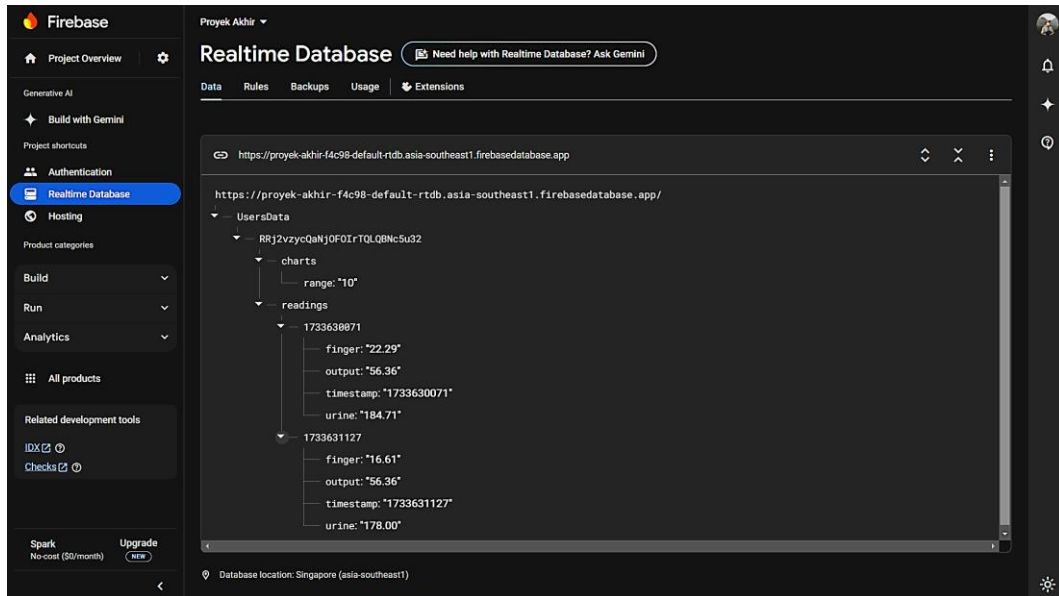 Firebase
Project Overview
Generative AI
Build with Gemini
Project shortcuts
Authentication
Realtime Database
Hosting
Product categories
Build
Run
Analytics
All products
Related development tools
IDX
Checks
Spark
No-cost ($0/month)
Upgrade
NEW
Proyek Akhir
Realtime Database
Need help with Realtime Database? Ask Gemini
Data Rules Backups Usage Extensions
https://proyek-akhir-f4c98-default-rtdb.asia-southeast1.firebasedatabase.app
https://proyek-akhir-f4c98-default-rtdb.asia-southeast1.firebasedatabase.app/
UsersData
RRj2vzycQaNjOFOIrTQLQBNc5u32
charts
range: "10"
readings
1733630071
finger: "22.29"
output: "56.36"
timestamp: "1733630071"
urine: "184.71"
1733631127
finger: "16.61"
output: "56.36"
timestamp: "1733631127"
urine: "178.00"
Database location: Singapore (asia-southeast1)